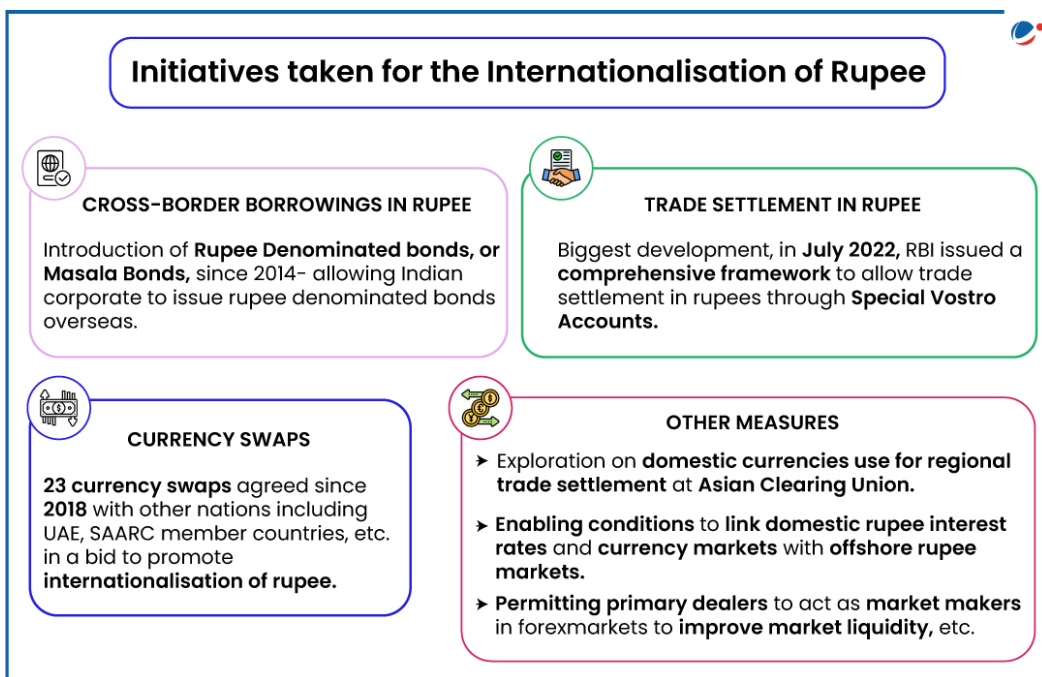 Initiatives taken for the Internationalisation of Rupee
CROSS-BORDER BORROWINGS IN RUPEE
Introduction of Rupee Denominated bonds, or
Masala Bonds, since 2014- allowing Indian
corporate to issue rupee denominated bonds
overseas.
TRADE SETTLEMENT IN RUPEE
Biggest development, in July 2022, RBI issued a
comprehensive framework to allow trade
settlement in rupees through Special Vostro
Accounts.
CURRENCY SWAPS
23 currency swaps agreed since
2018 with other nations including
UAE, SAARC member countries, etc.
in a bid to promote
internationalisation of rupee.
OTHER MEASURES
➤ Exploration on domestic currencies use for regional
trade settlement at Asian Clearing Union.
➤ Enabling conditions to link domestic rupee interest
rates and currency markets with offshore rupee
markets.
➤ Permitting primary dealers to act as market makers
in forexmarkets to improve market liquidity, etc.